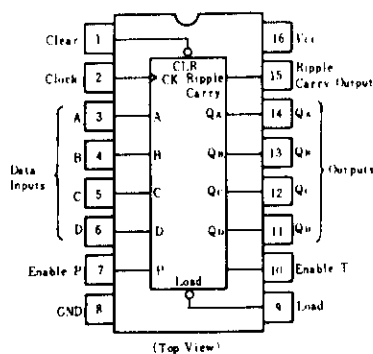 Clear 1 16 Vcc
CLR
Clock 2 CK Ripple Carry 15 Ripple Carry Output
A 3 A QA 14 QA
B 4 B QB 13 QB
C 5 C QC 12 QC
D 6 D QD 11
Data Inputs
Outputs
Enable P 7 P 10 Enable T
Load
GND 8 9 Load
(Top View)